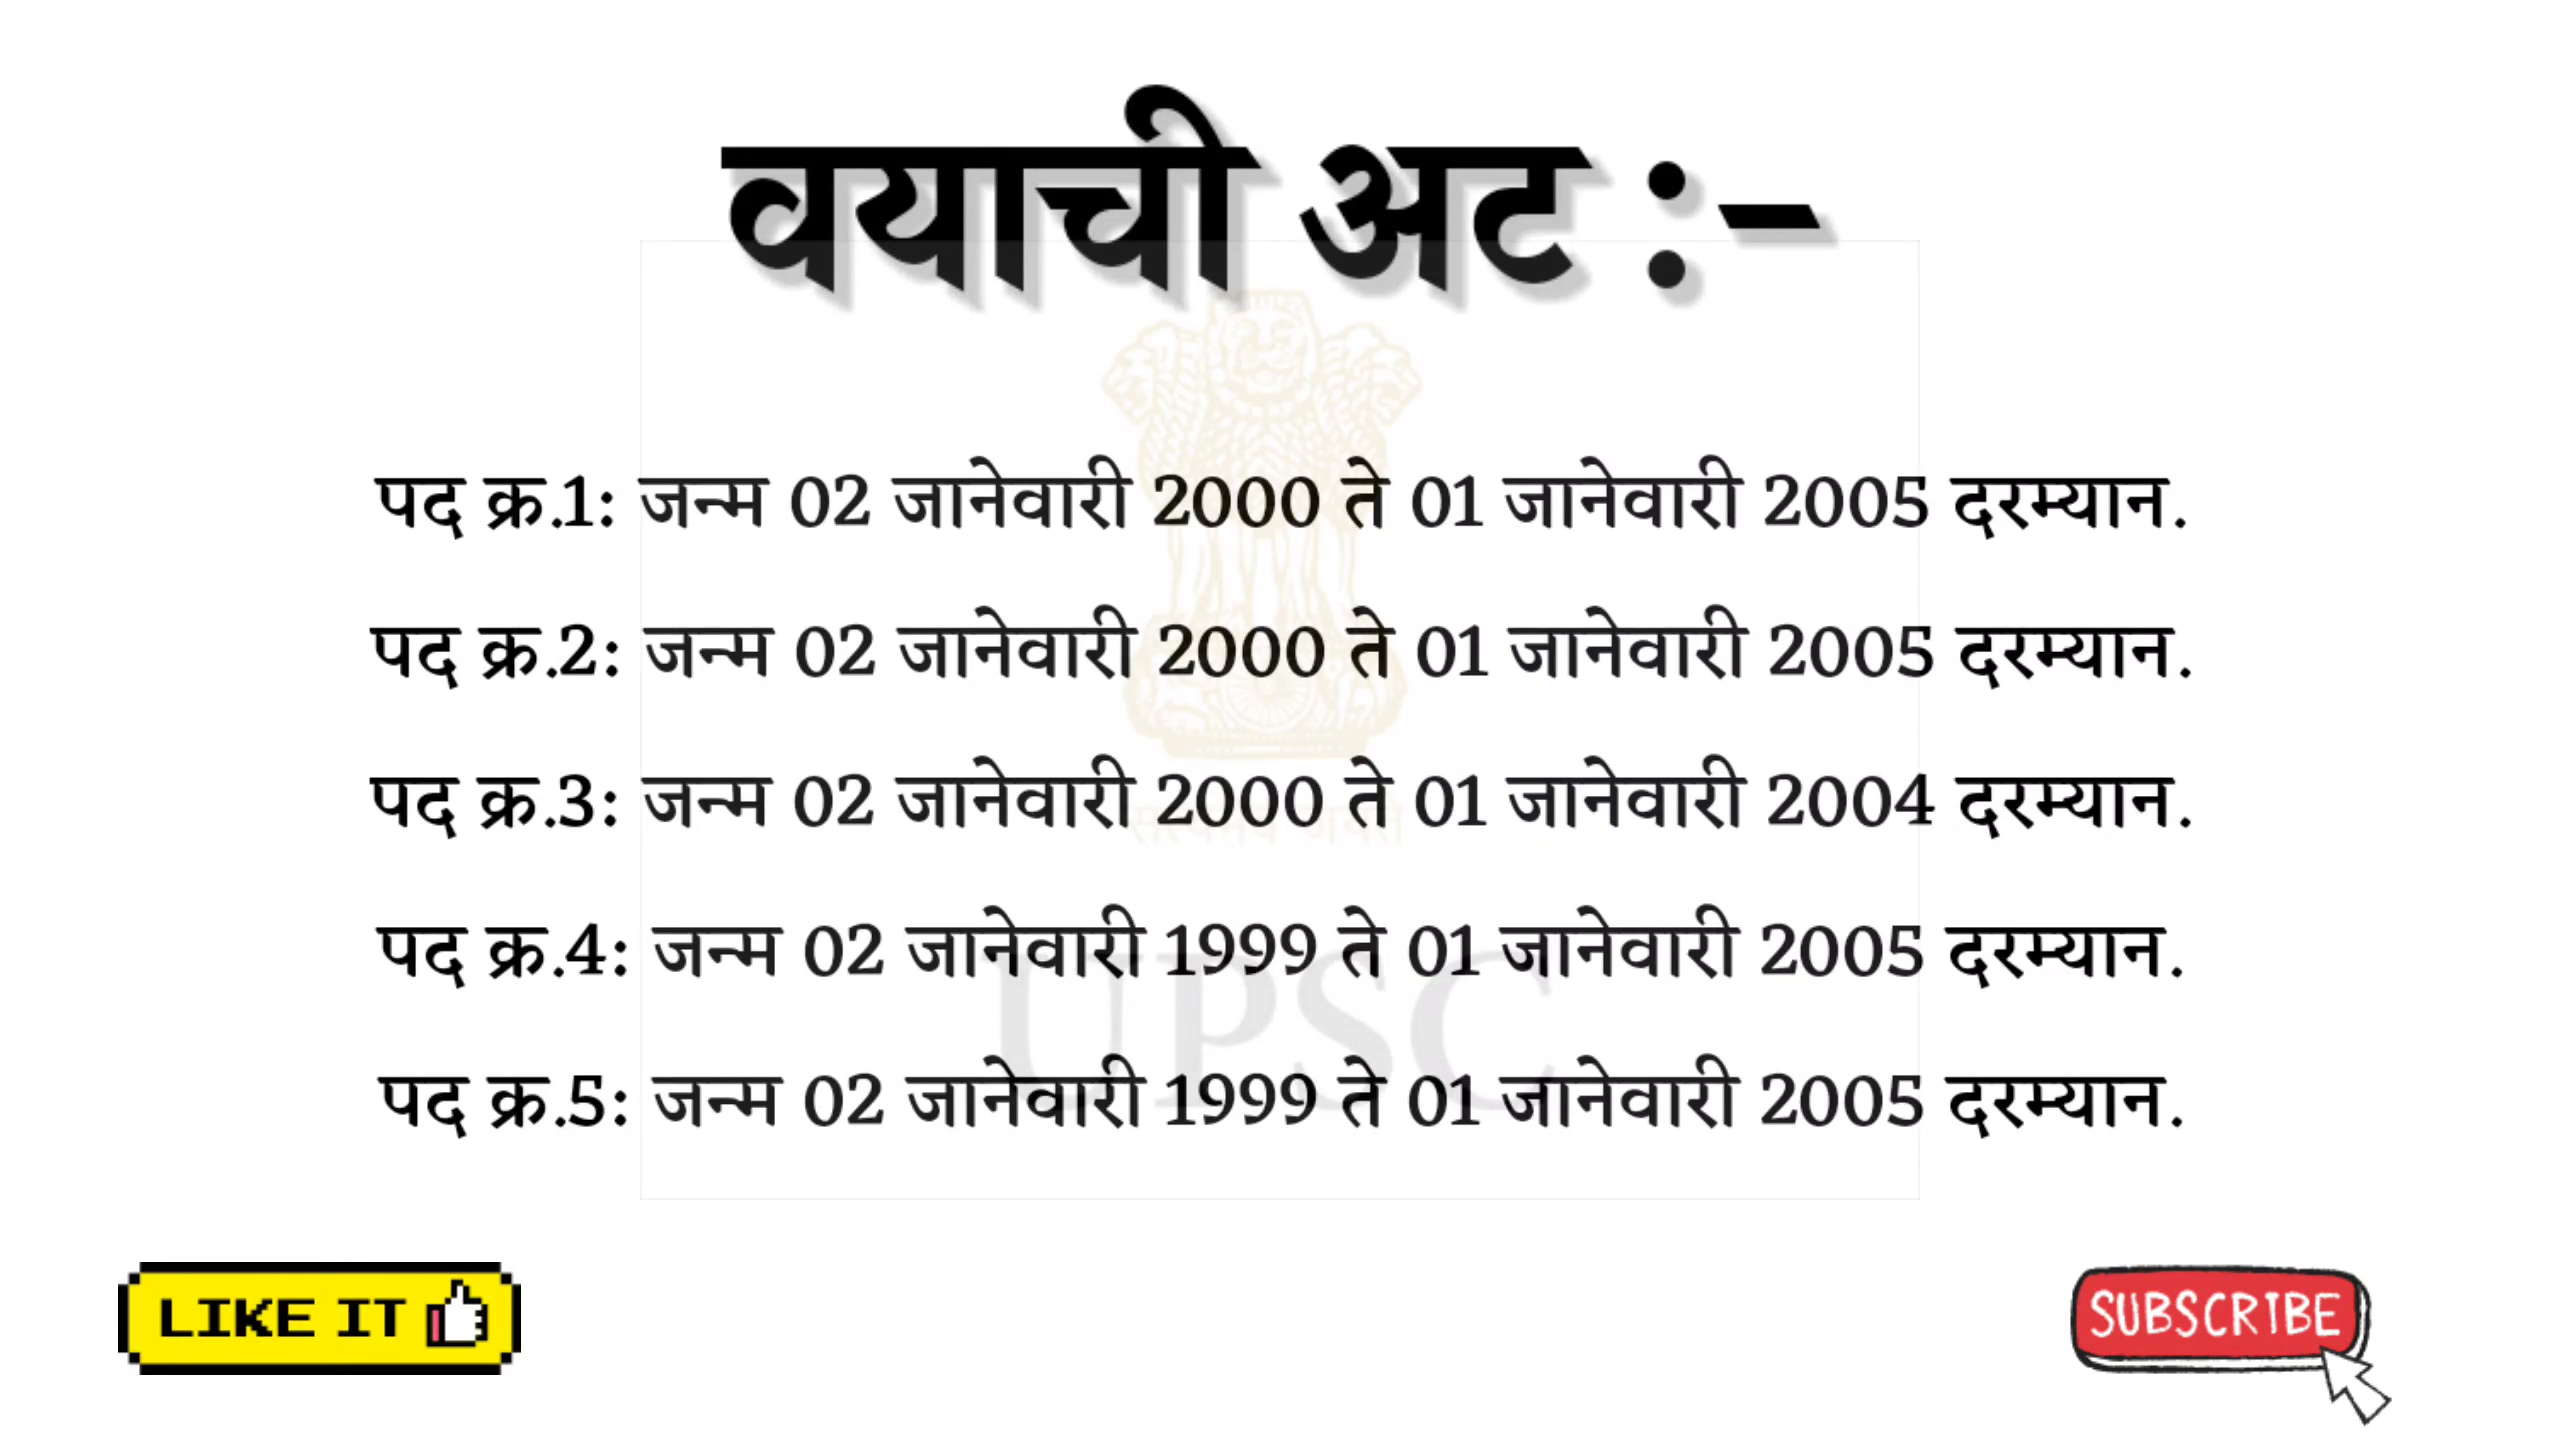 वयाची अट :-
पद क्र.1: जन्म 02 जानेवारी 2000 ते 01 जानेवारी 2005 दरम्यान.
पद क्र.2: जन्म 02 जानेवारी 2000 ते 01 जानेवारी 2005 दरम्यान.
पद क्र.3: जन्म 02 जानेवारी 2000 ते 01 जानेवारी 2004 दरम्यान.
पद क्र.4: जन्म 02 जानेवारी 1999 ते 01 जानेवारी 2005 दरम्यान.
UPSC
पद क्र.5: जन्म 02 जानेवारी 1999 ते 01 जानेवारी 2005 दरम्यान.
LIKE IT
SUBSCRIBE